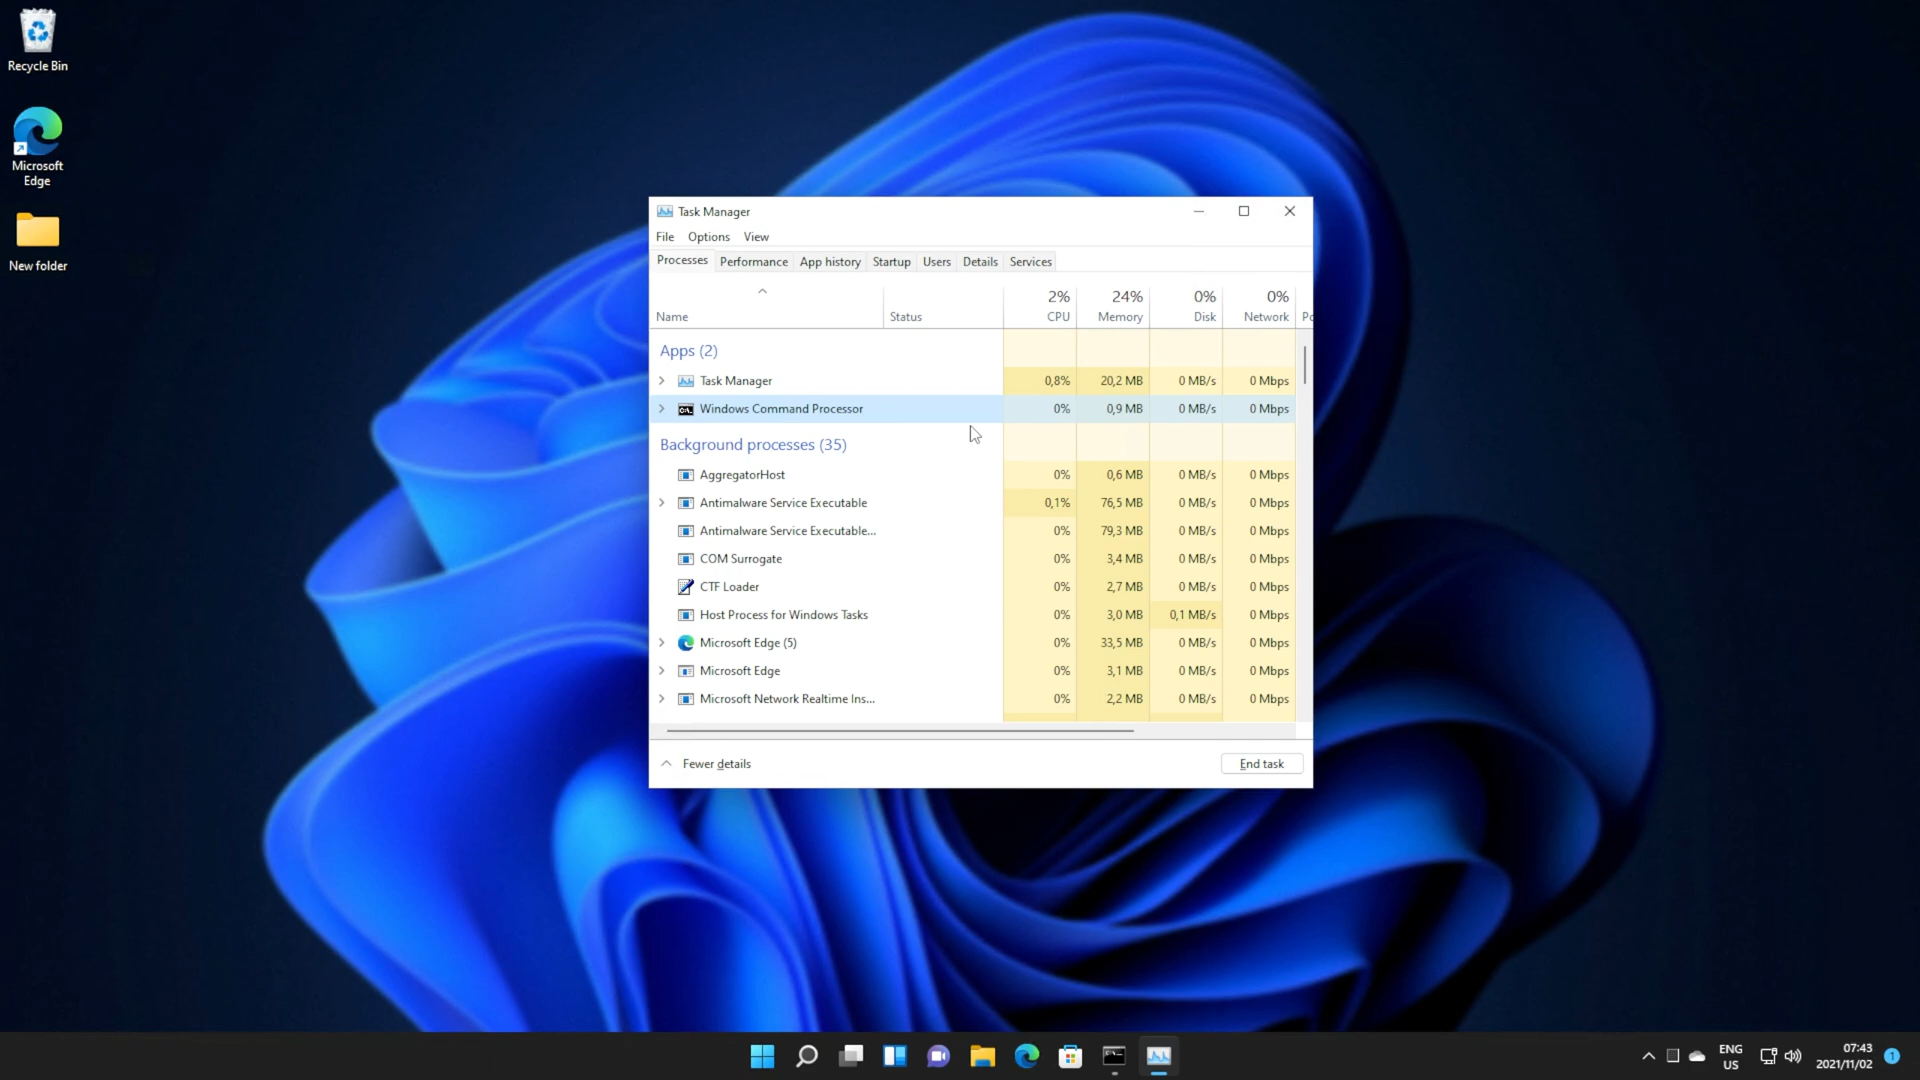 Recycle Bin
Microsoft
Edge
New folder
Task Manager
File Options View
Processes Performance App history Startup Users Details Services
2% 24% 0% 0%
Name Status CPU Memory Disk Network Po
Apps (2)
Task Manager 0,8% 20,2 MB 0 MB/s 0 Mbps
Windows Command Processor 0% 0,9 MB 0 MB/s 0 Mbps
Background processes (35)
AggregatorHost 0% 0,6 MB 0 MB/s 0 Mbps
Antimalware Service Executable 0,1% 76,5 MB 0 MB/s 0 Mbps
Antimalware Service Executable... 0% 79,3 MB 0 MB/s 0 Mbps
COM Surrogate 0% 3,4 MB 0 MB/s 0 Mbps
CTF Loader 0% 2,7 MB 0 MB/s 0 Mbps
Host Process for Windows Tasks 0% 3,0 MB 0,1 MB/s 0 Mbps
Microsoft Edge (5) 0% 33,5 MB 0 MB/s 0 Mbps
Microsoft Edge 0% 3,1 MB 0 MB/s 0 Mbps
Microsoft Network Realtime Ins... 0% 2,2 MB 0 MB/s 0 Mbps
Fewer details End task
ENG
US
07:43
2021/11/02
1